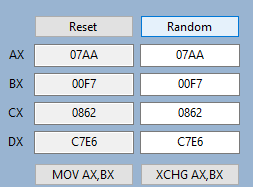 Reset Random
AX 07AA 07AA
BX 00F7 00F7
CX 0862 0862
DX C7E6 C7E6
MOV AX,BX XCHG AX,BX